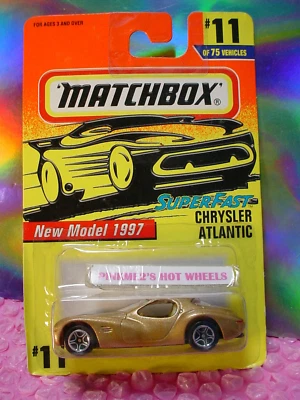 FOR AGES 3 AND OVER
#11
OF 75 VEHICLES
MATCHBOX®
SUPERFAST
CHRYSLER
ATLANTIC
New Model 1997
PINKME2'S HOT WHEELS
#11